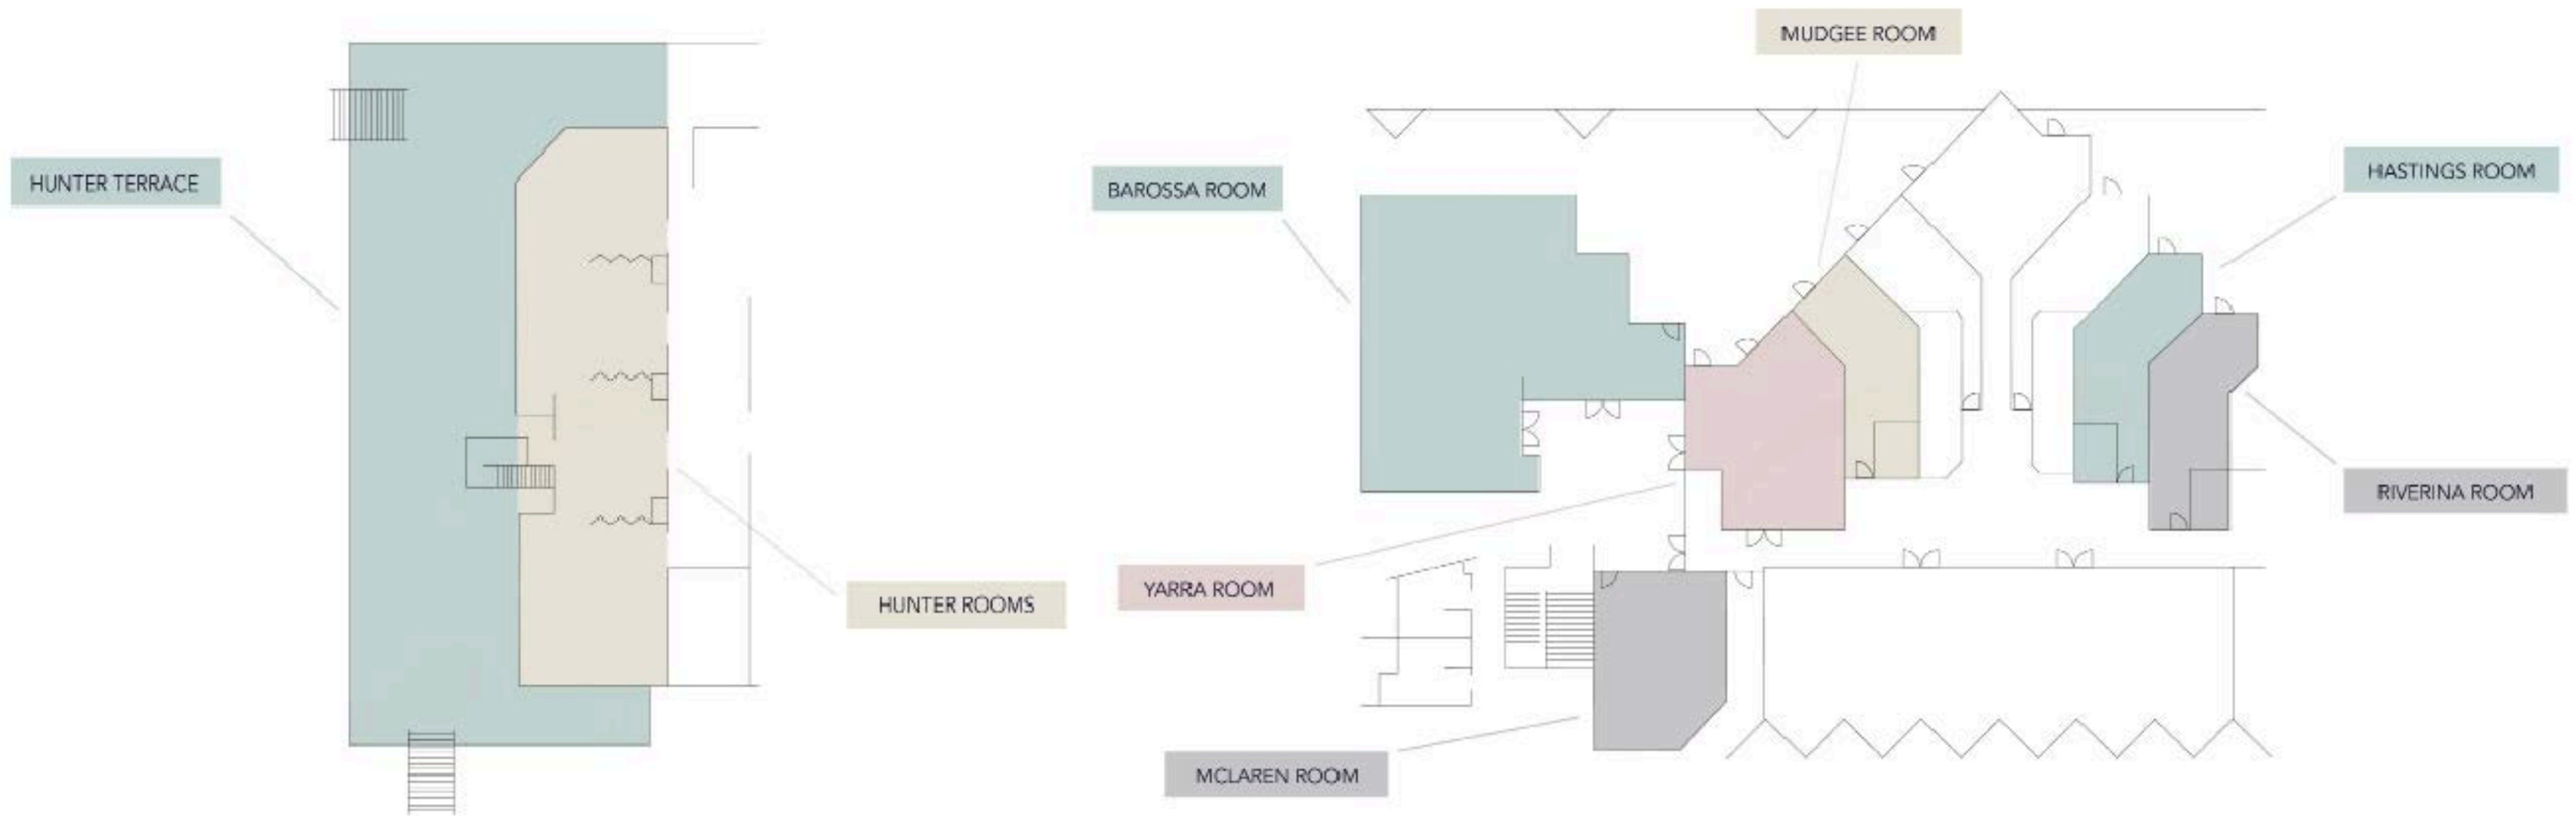 MUDGEE ROOM
HUNTER TERRACE
BAROSSA ROOM
HASTINGS ROOM
RIVERINA ROOM
HUNTER ROOMS
YARRA ROOM
MCLAREN ROOM